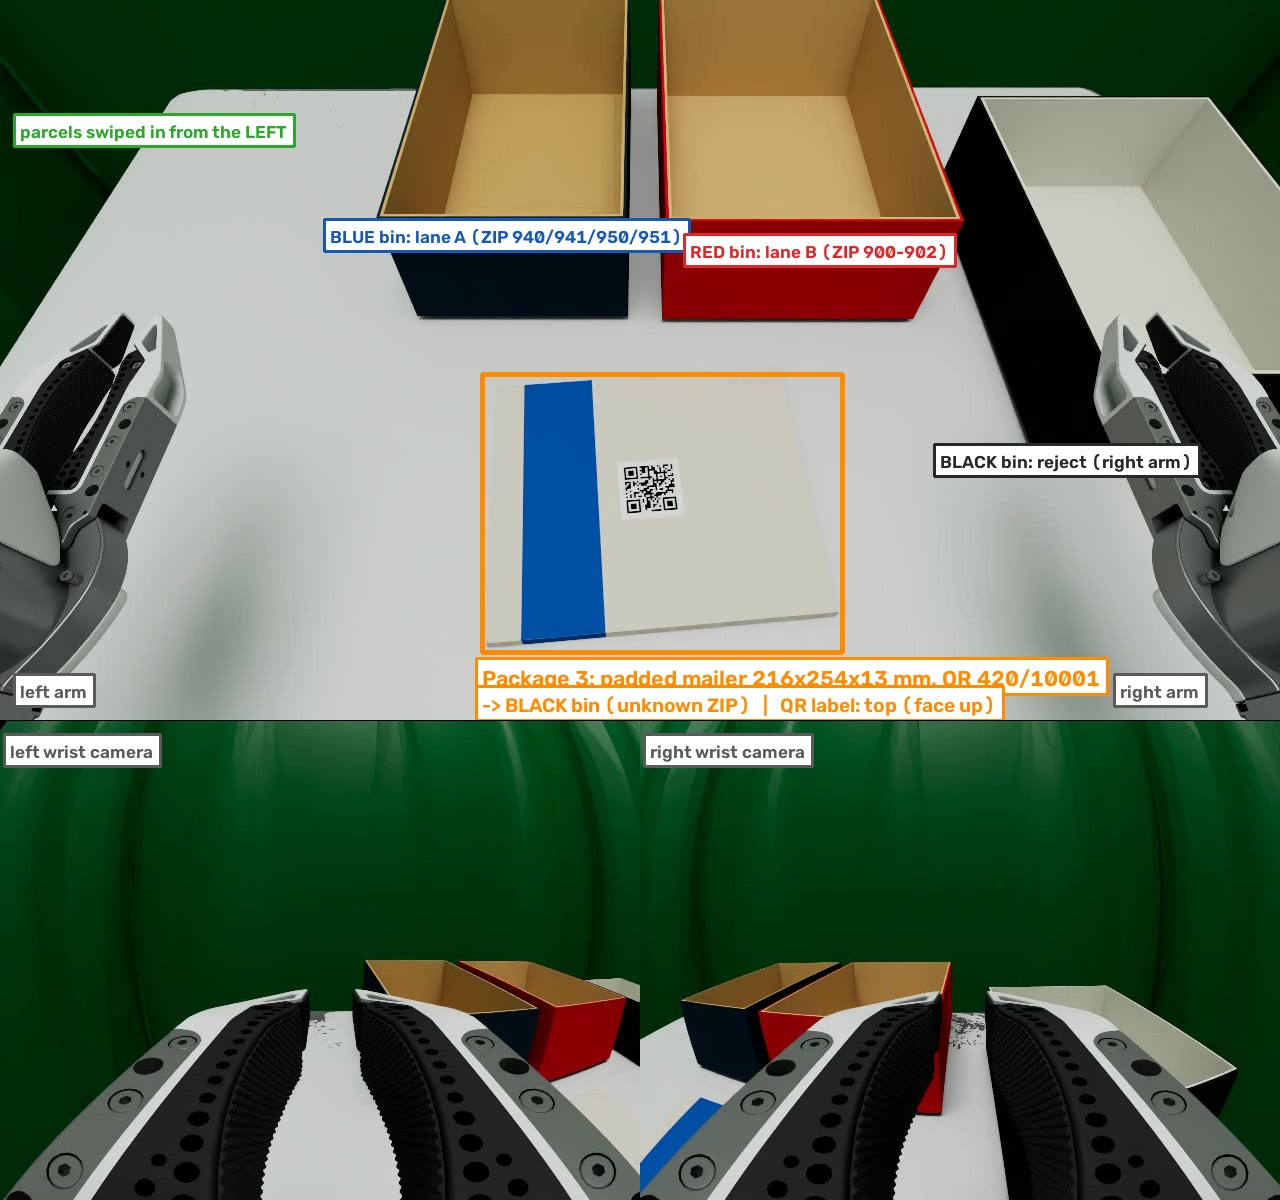 parcels swiped in from the LEFT
BLUE bin: lane A (ZIP 940/941/950/951)
RED bin: lane B (ZIP 900-902)
BLACK bin: reject (right arm)
Package 3: padded mailer 216x254x13 mm, QR 420/10001
-> BLACK bin (unknown ZIP) | QR label: top (face up)
left arm
right arm
left wrist camera
right wrist camera